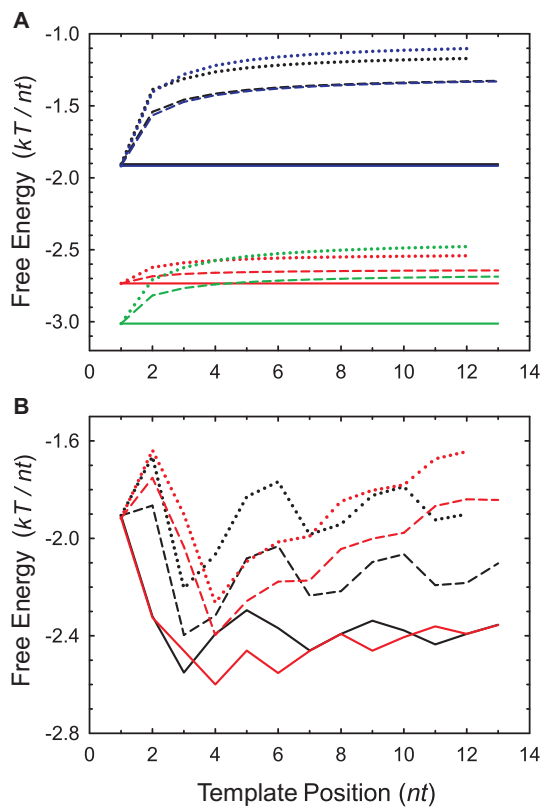 A
-1.0
-1.5
-2.0
-2.5
-3.0
Free Energy (kT / nt)
0 2 4 6 8 10 12 14
B
-1.6
-2.0
-2.4
-2.8
Free Energy (kT / nt)
0 2 4 6 8 10 12 14
Template Position (nt)